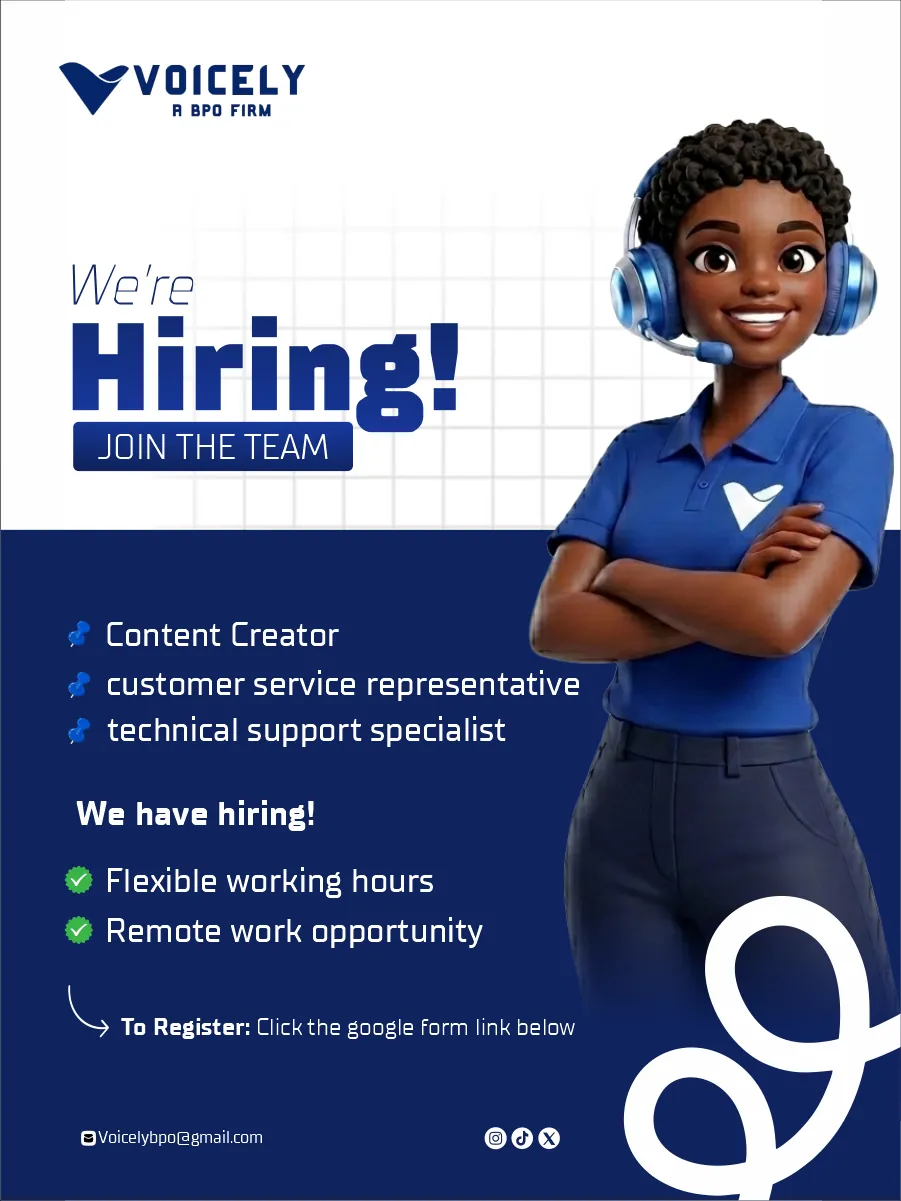 VOICELY
A BPO FIRM
We're
Hiring!
JOIN THE TEAM
Content Creator
customer service representative
technical support specialist
We have hiring!
Flexible working hours
Remote work opportunity
To Register: Click the google form link below
Voicelybpo@gmail.com